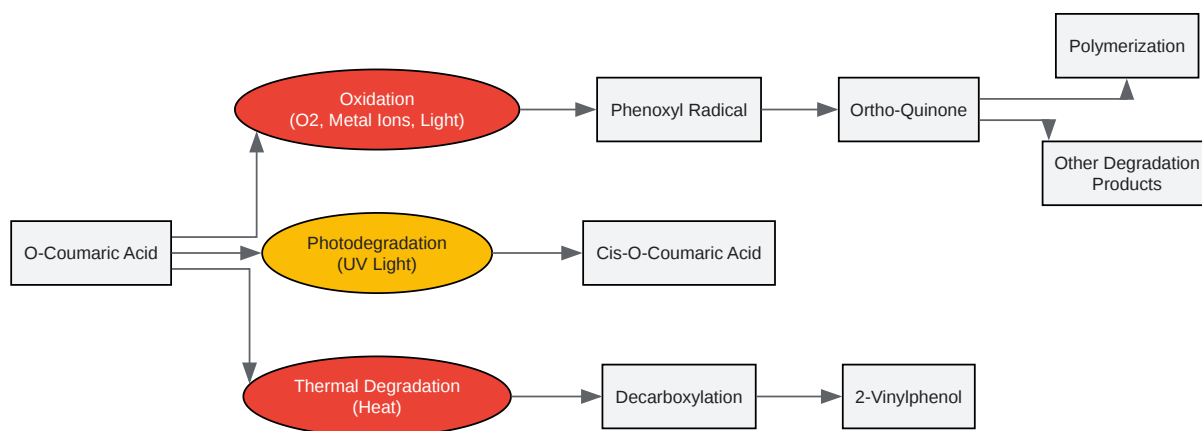 Polymerization
Oxidation
(O2, Metal Ions, Light)
Phenoxyl Radical
Ortho-Quinone
Other Degradation
Products
O-Coumaric Acid
Photodegradation
(UV Light)
Cis-O-Coumaric Acid
Thermal Degradation
(Heat)
Decarboxylation
2-Vinylphenol